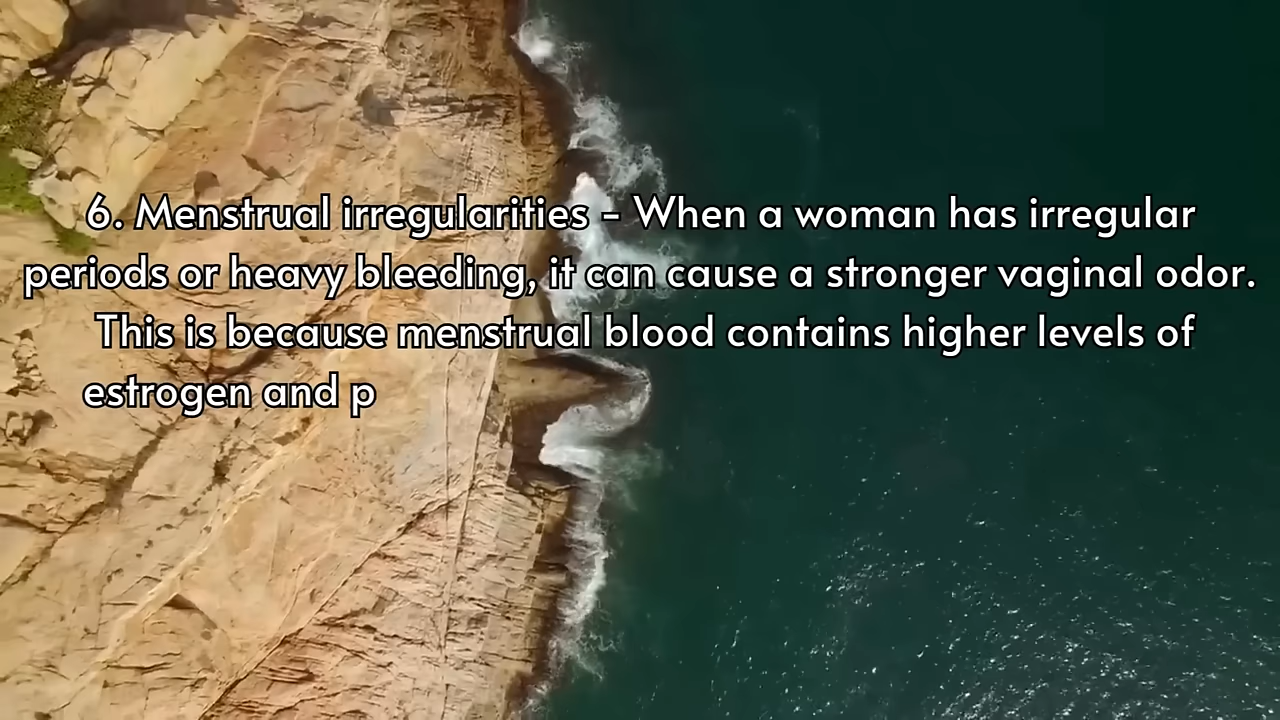 6. Menstrual irregularities - When a woman has irregular
periods or heavy bleeding, it can cause a stronger vaginal odor.
This is because menstrual blood contains higher levels of
estrogen and p